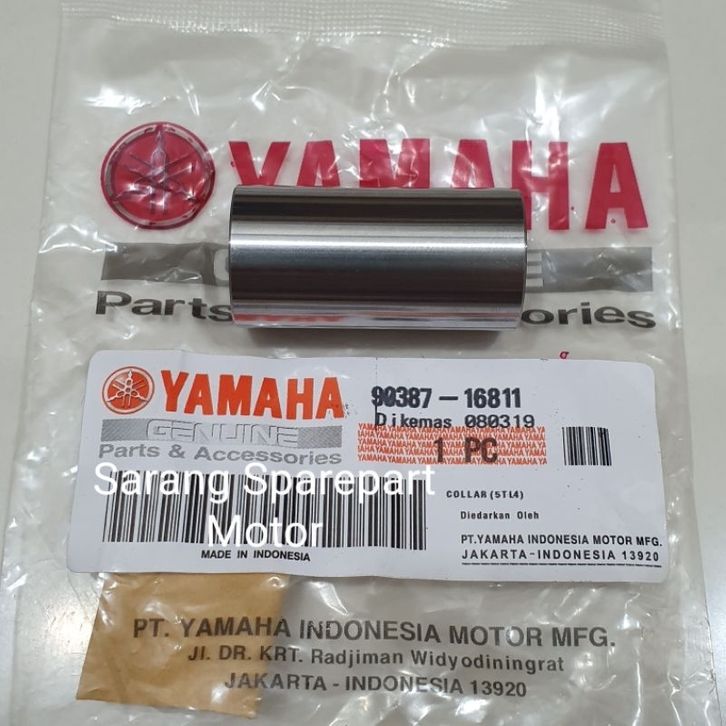 YAMAHA
GENUINE
Parts & Accessories
YAMAHA
GENUINE
Parts & Accessories
90387-16811
Dikemas 080319
1 PC
COLLAR (5TL4)
Diedarkan Oleh
PT.YAMAHA INDONESIA MOTOR MFG.
JAKARTA-INDONESIA 13920
MADE IN INDONESIA
Sarang Sparepart
Motor
PT. YAMAHA INDONESIA MOTOR MFG.
Jl. DR. KRT. Radjiman Widyodiningrat
JAKARTA - INDONESIA 13920